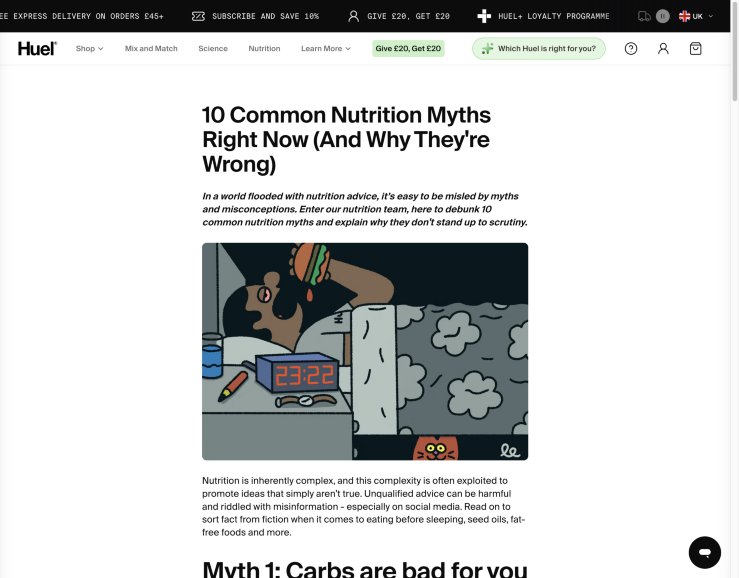 EE EXPRESS DELIVERY ON ORDERS £45+ SUBSCRIBE AND SAVE 10% GIVE £20, GET £20 HUEL+ LOYALTY PROGRAMME UK
Huel Shop Mix and Match Science Nutrition Learn More Give £20, Get £20 Which Huel is right for you?
10 Common Nutrition Myths
Right Now (And Why They're
Wrong)
In a world flooded with nutrition advice, it's easy to be misled by myths
and misconceptions. Enter our nutrition team, here to debunk 10
common nutrition myths and explain why they don't stand up to scrutiny.
23:22
le
Nutrition is inherently complex, and this complexity is often exploited to
promote ideas that simply aren't true. Unqualified advice can be harmful
and riddled with misinformation - especially on social media. Read on to
sort fact from fiction when it comes to eating before sleeping, seed oils, fat-
free foods and more.
Myth 1: Carbs are bad for you